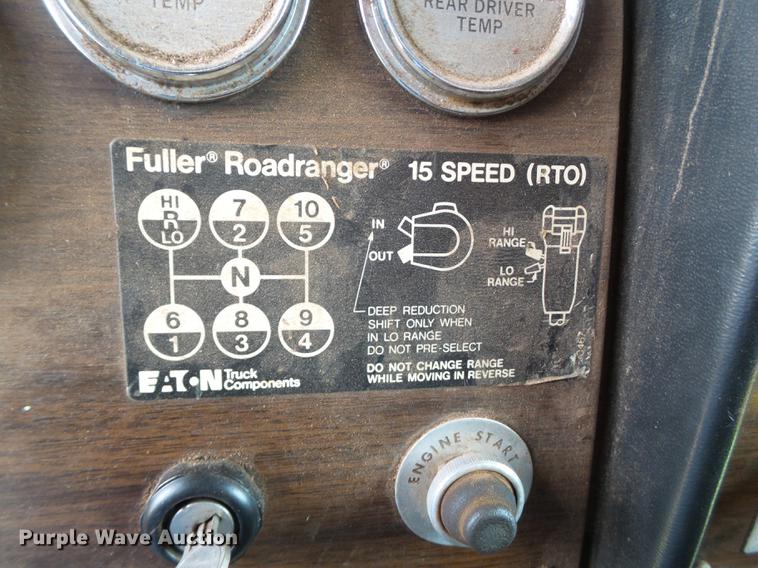 TEMP
REAR DRIVER
TEMP
Fuller® Roadranger® 15 SPEED (RTO)
HI
R
LO
7
2
10
5
N
6
1
8
3
9
4
IN
OUT
HI
RANGE
LO
RANGE
DEEP REDUCTION
SHIFT ONLY WHEN
IN LO RANGE
DO NOT PRE-SELECT
DO NOT CHANGE RANGE
WHILE MOVING IN REVERSE
EATON Truck
Components
ENGINE START
Purple Wave Auction